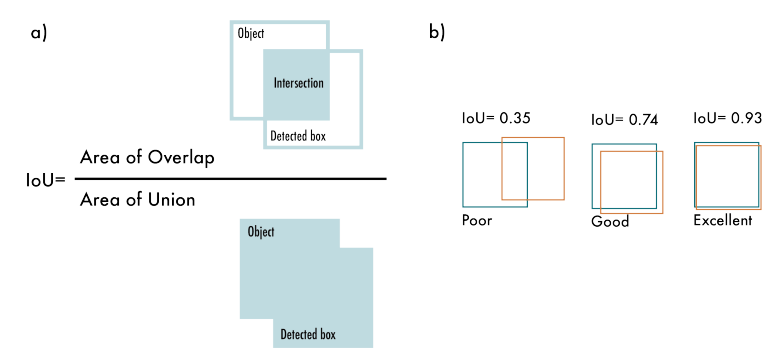 a)
Object
Intersection
Detected box
Area of Overlap
IoU=
Area of Union
Object
Detected box
b)
IoU= 0.35
IoU= 0.74
IoU= 0.93
Poor
Good
Excellent